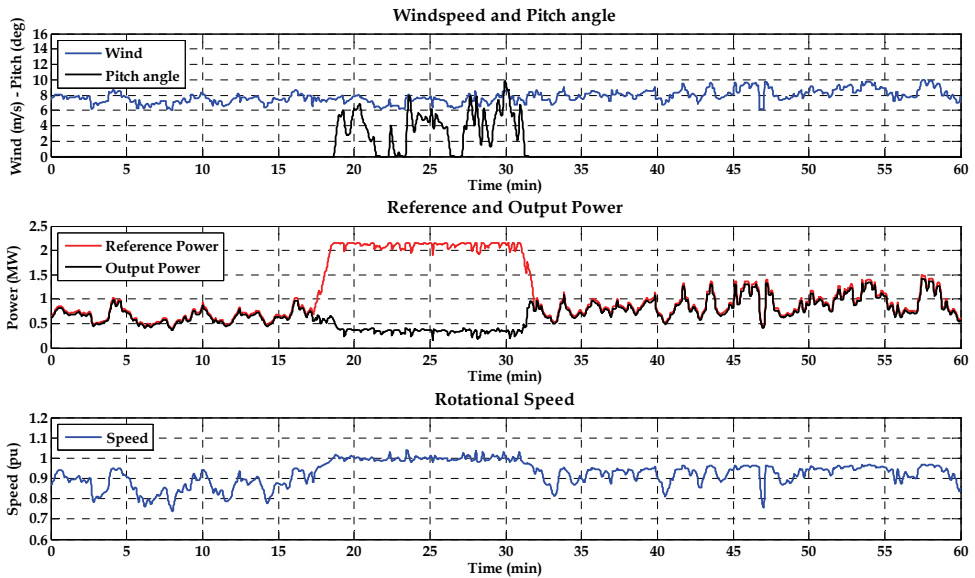 Windspeed and Pitch angle
Wind (m/s) - Pitch (deg)
16
14
12
10
8
6
4
2
0
Wind
Pitch angle
0 5 10 15 20 25 30 35 40 45 50 55 60
Time (min)
Reference and Output Power
Power (MW)
2.5
2
1.5
1
0.5
0
Reference Power
Output Power
0 5 10 15 20 25 30 35 40 45 50 55 60
Time (min)
Rotational Speed
Speed (pu)
1.2
1.1
1
0.9
0.8
0.7
0.6
Speed
0 5 10 15 20 25 30 35 40 45 50 55 60
Time (min)